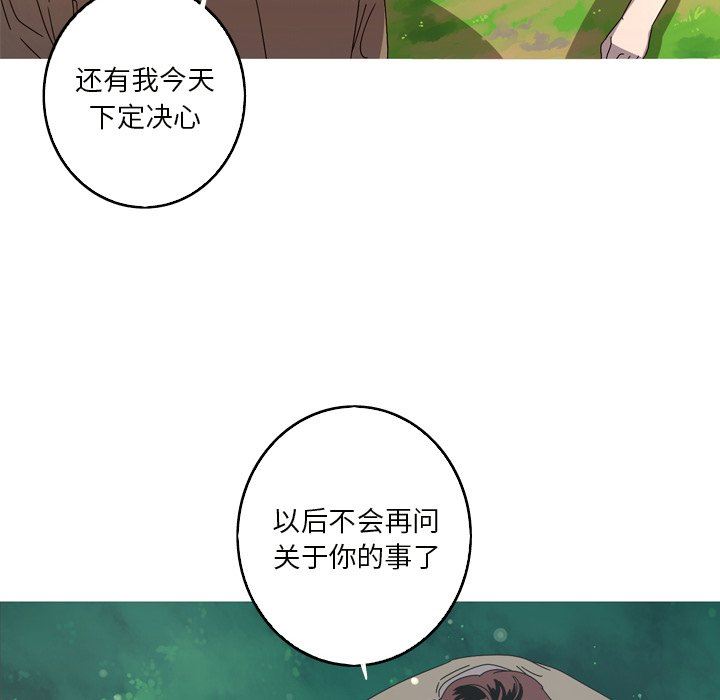 还有我今天
下定决心
以后不会再问
关于你的事了